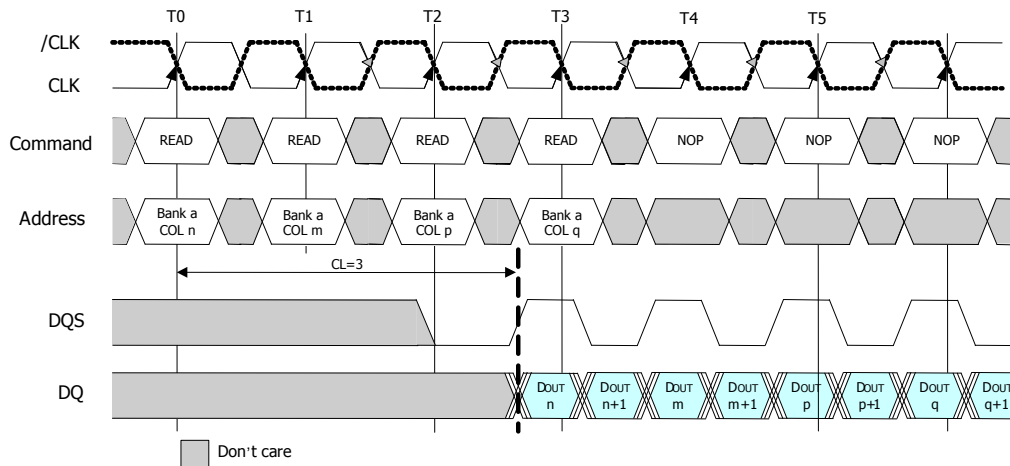 T0 T1 T2 T3 T4 T5
/CLK
CLK
Command READ READ READ READ NOP NOP NOP
Address Bank a Bank a Bank a Bank a
COL n COL m COL p COL q
CL=3
DQS
DQ DOUT DOUT DOUT DOUT DOUT DOUT DOUT DOUT
n n+1 m m+1 p p+1 q q+1
Don't care